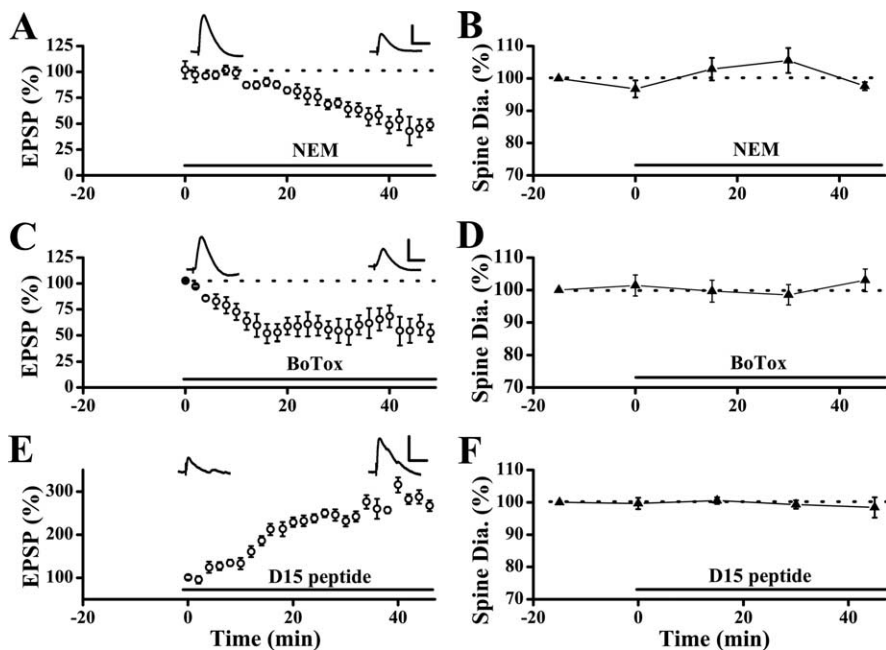 A
EPSP (%)
125
100
75
50
25
0
NEM
-20 0 20 40
B
Spine Dia. (%)
110
100
90
80
70
NEM
-20 0 20 40
C
EPSP (%)
125
100
75
50
25
0
BoTox
-20 0 20 40
D
Spine Dia. (%)
110
100
90
80
70
BoTox
-20 0 20 40
E
EPSP (%)
300
200
100
D15 peptide
-20 0 20 40
Time (min)
F
Spine Dia. (%)
110
100
90
80
70
D15 peptide
-20 0 20 40
Time (min)